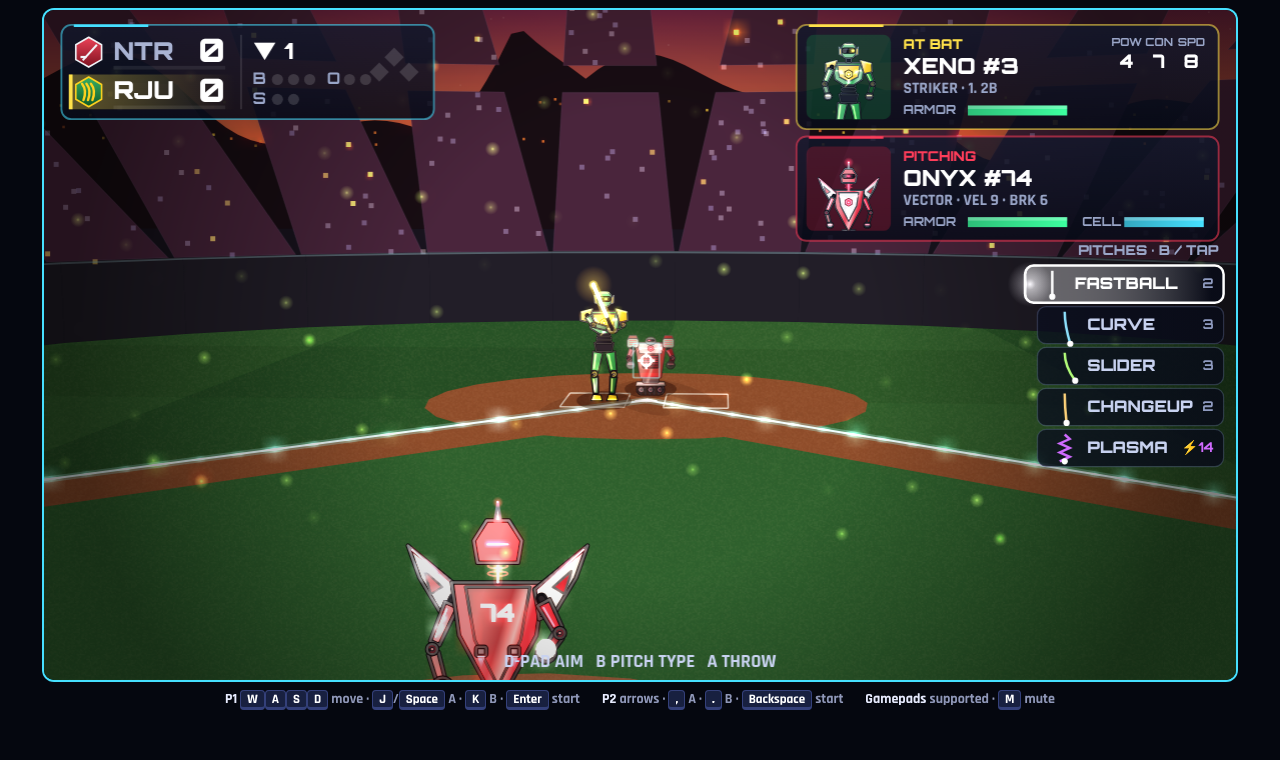 NTR 0
RJU 0
▼ 1
B O
S
AT BAT
XENO #3
STRIKER · 1. 2B
ARMOR
POW CON SPD
4 7 8
PITCHING
ONYX #74
VECTOR · VEL 9 · BRK 6
ARMOR CELL
PITCHES · B / TAP
FASTBALL 2
CURVE 3
SLIDER 3
CHANGEUP 2
PLASMA ⚡14
74
D-PAD AIM B PITCH TYPE A THROW
P1 W A S D move · J / Space A · K B · Enter start P2 arrows · , A · . B · Backspace start Gamepads supported · M mute